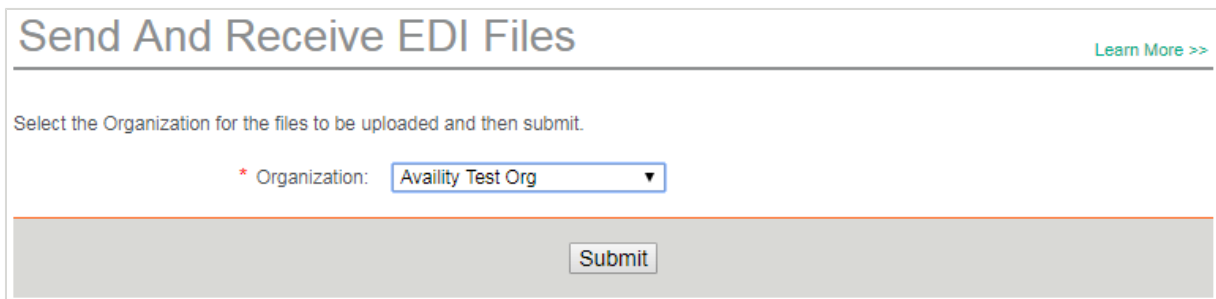 Send And Receive EDI Files
Learn More >>
Select the Organization for the files to be uploaded and then submit.
* Organization: Availity Test Org
Submit